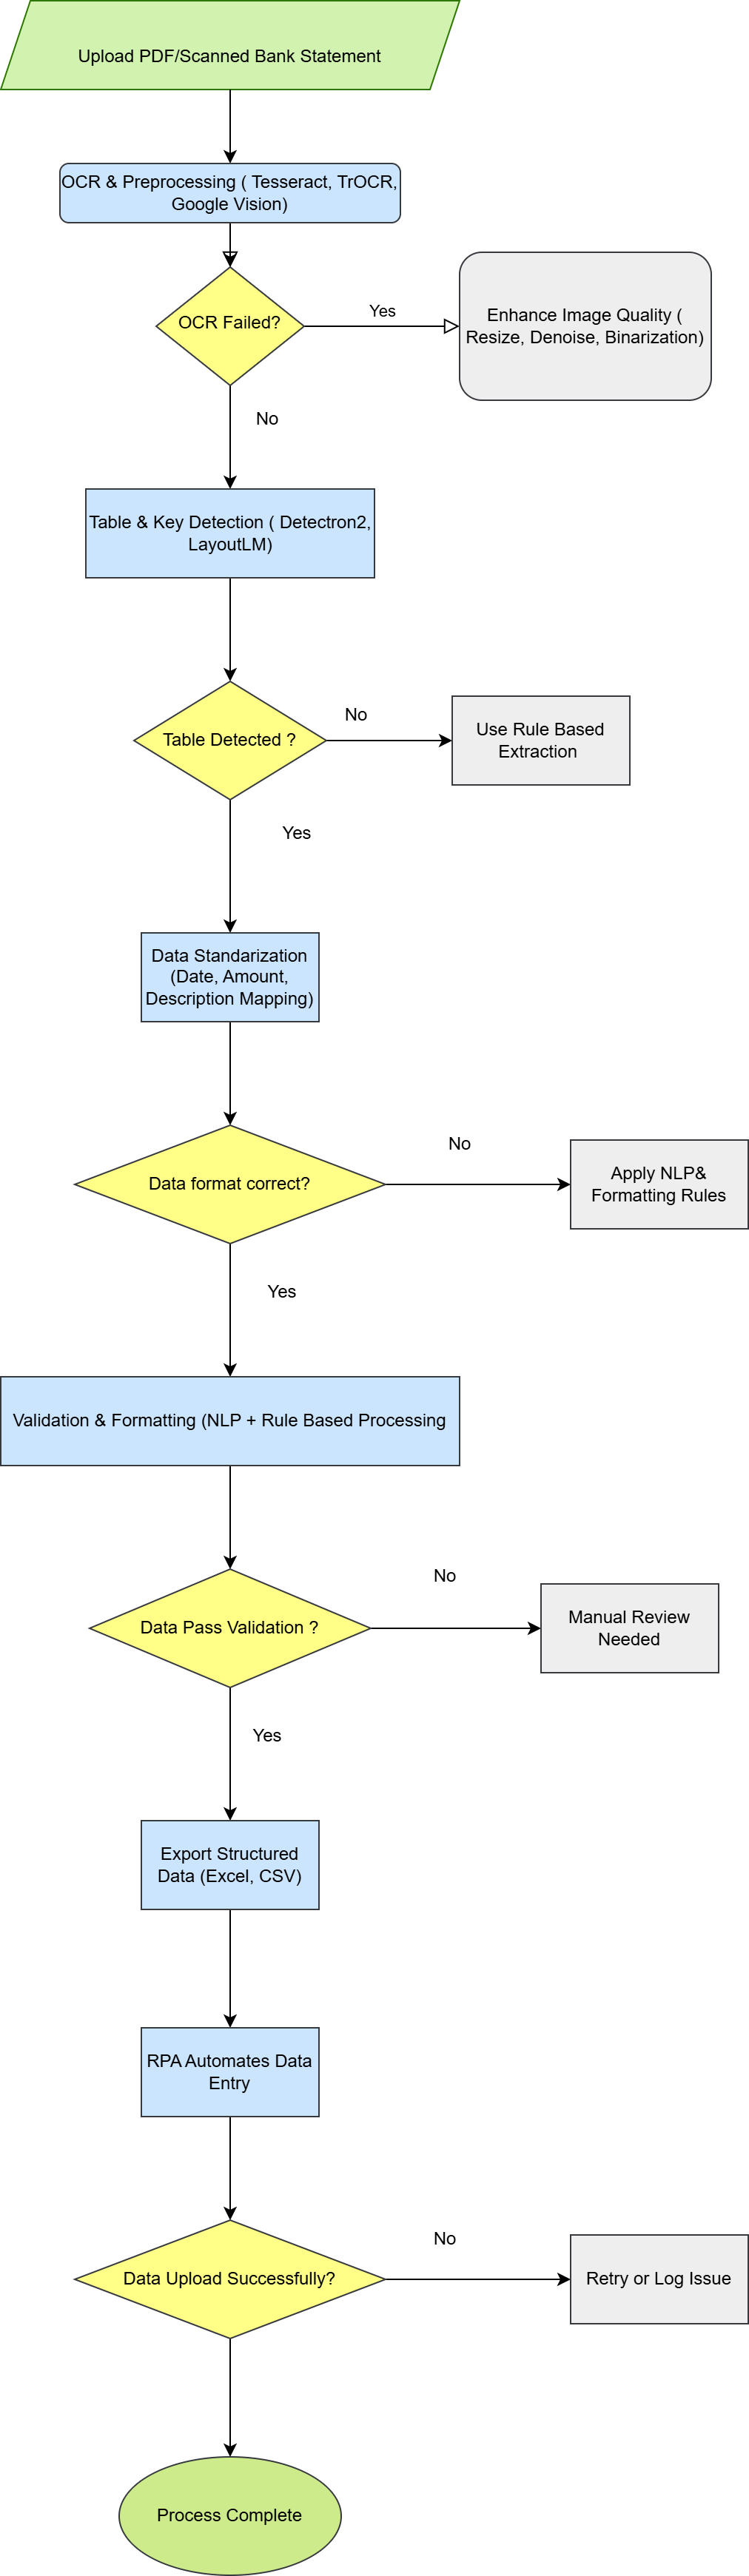 Upload PDF/Scanned Bank Statement
OCR & Preprocessing ( Tesseract, TrOCR,
Google Vision)
OCR Failed?
Yes
Enhance Image Quality (
Resize, Denoise, Binarization)
No
Table & Key Detection ( Detectron2,
LayoutLM)
Table Detected ?
No
Use Rule Based
Extraction
Yes
Data Standarization
(Date, Amount,
Description Mapping)
Data format correct?
No
Apply NLP&
Formatting Rules
Yes
Validation & Formatting (NLP + Rule Based Processing
Data Pass Validation ?
No
Manual Review
Needed
Yes
Export Structured
Data (Excel, CSV)
RPA Automates Data
Entry
Data Upload Successfully?
No
Retry or Log Issue
Process Complete